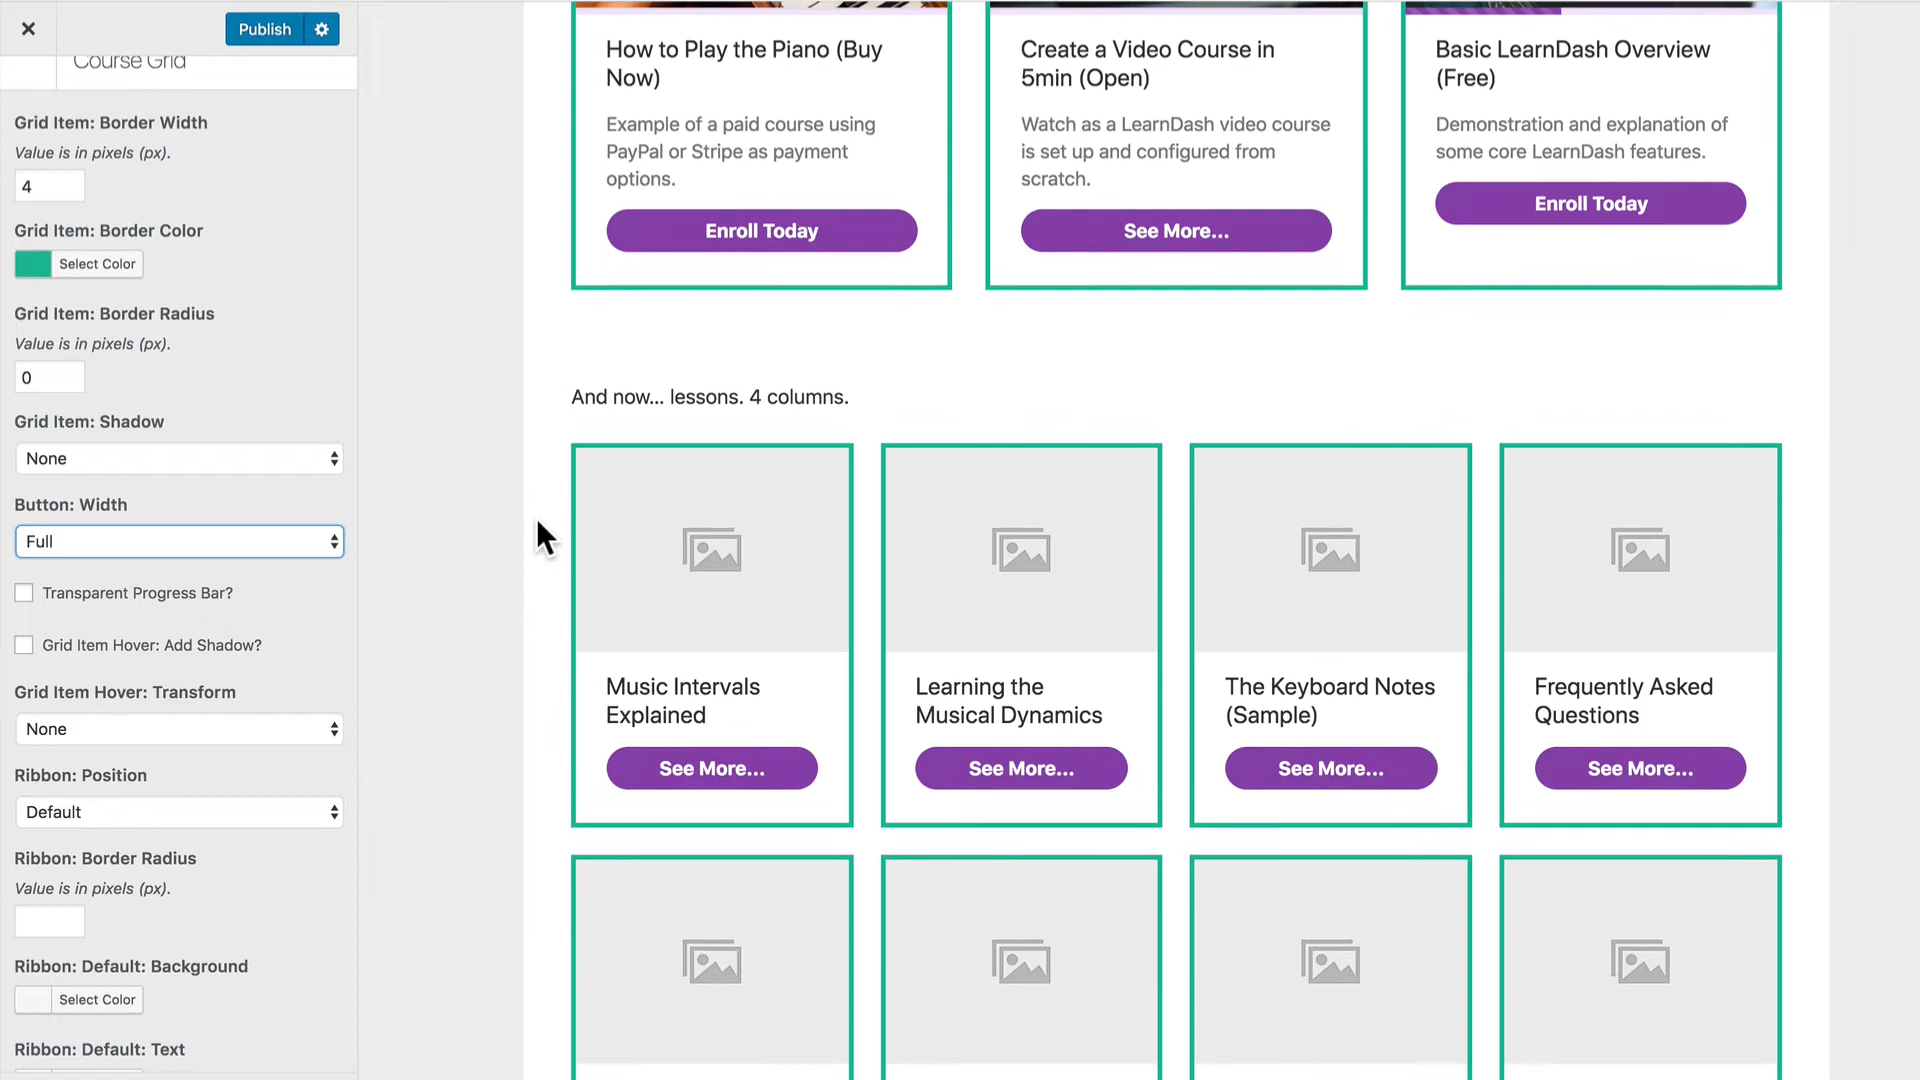 Publish
Course Grid
Grid Item: Border Width
Value is in pixels (px).
4
Grid Item: Border Color
Select Color
Grid Item: Border Radius
Value is in pixels (px).
0
Grid Item: Shadow
None
Button: Width
Full
Transparent Progress Bar?
Grid Item Hover: Add Shadow?
Grid Item Hover: Transform
None
Ribbon: Position
Default
Ribbon: Border Radius
Value is in pixels (px).
Ribbon: Default: Background
Select Color
Ribbon: Default: Text
How to Play the Piano (Buy
Now)
Example of a paid course using
PayPal or Stripe as payment
options.
Enroll Today
Create a Video Course in
5min (Open)
Watch as a LearnDash video course
is set up and configured from
scratch.
See More...
Basic LearnDash Overview
(Free)
Demonstration and explanation of
some core LearnDash features.
Enroll Today
And now... lessons. 4 columns.
Music Intervals
Explained
See More...
Learning the
Musical Dynamics
See More...
The Keyboard Notes
(Sample)
See More...
Frequently Asked
Questions
See More...